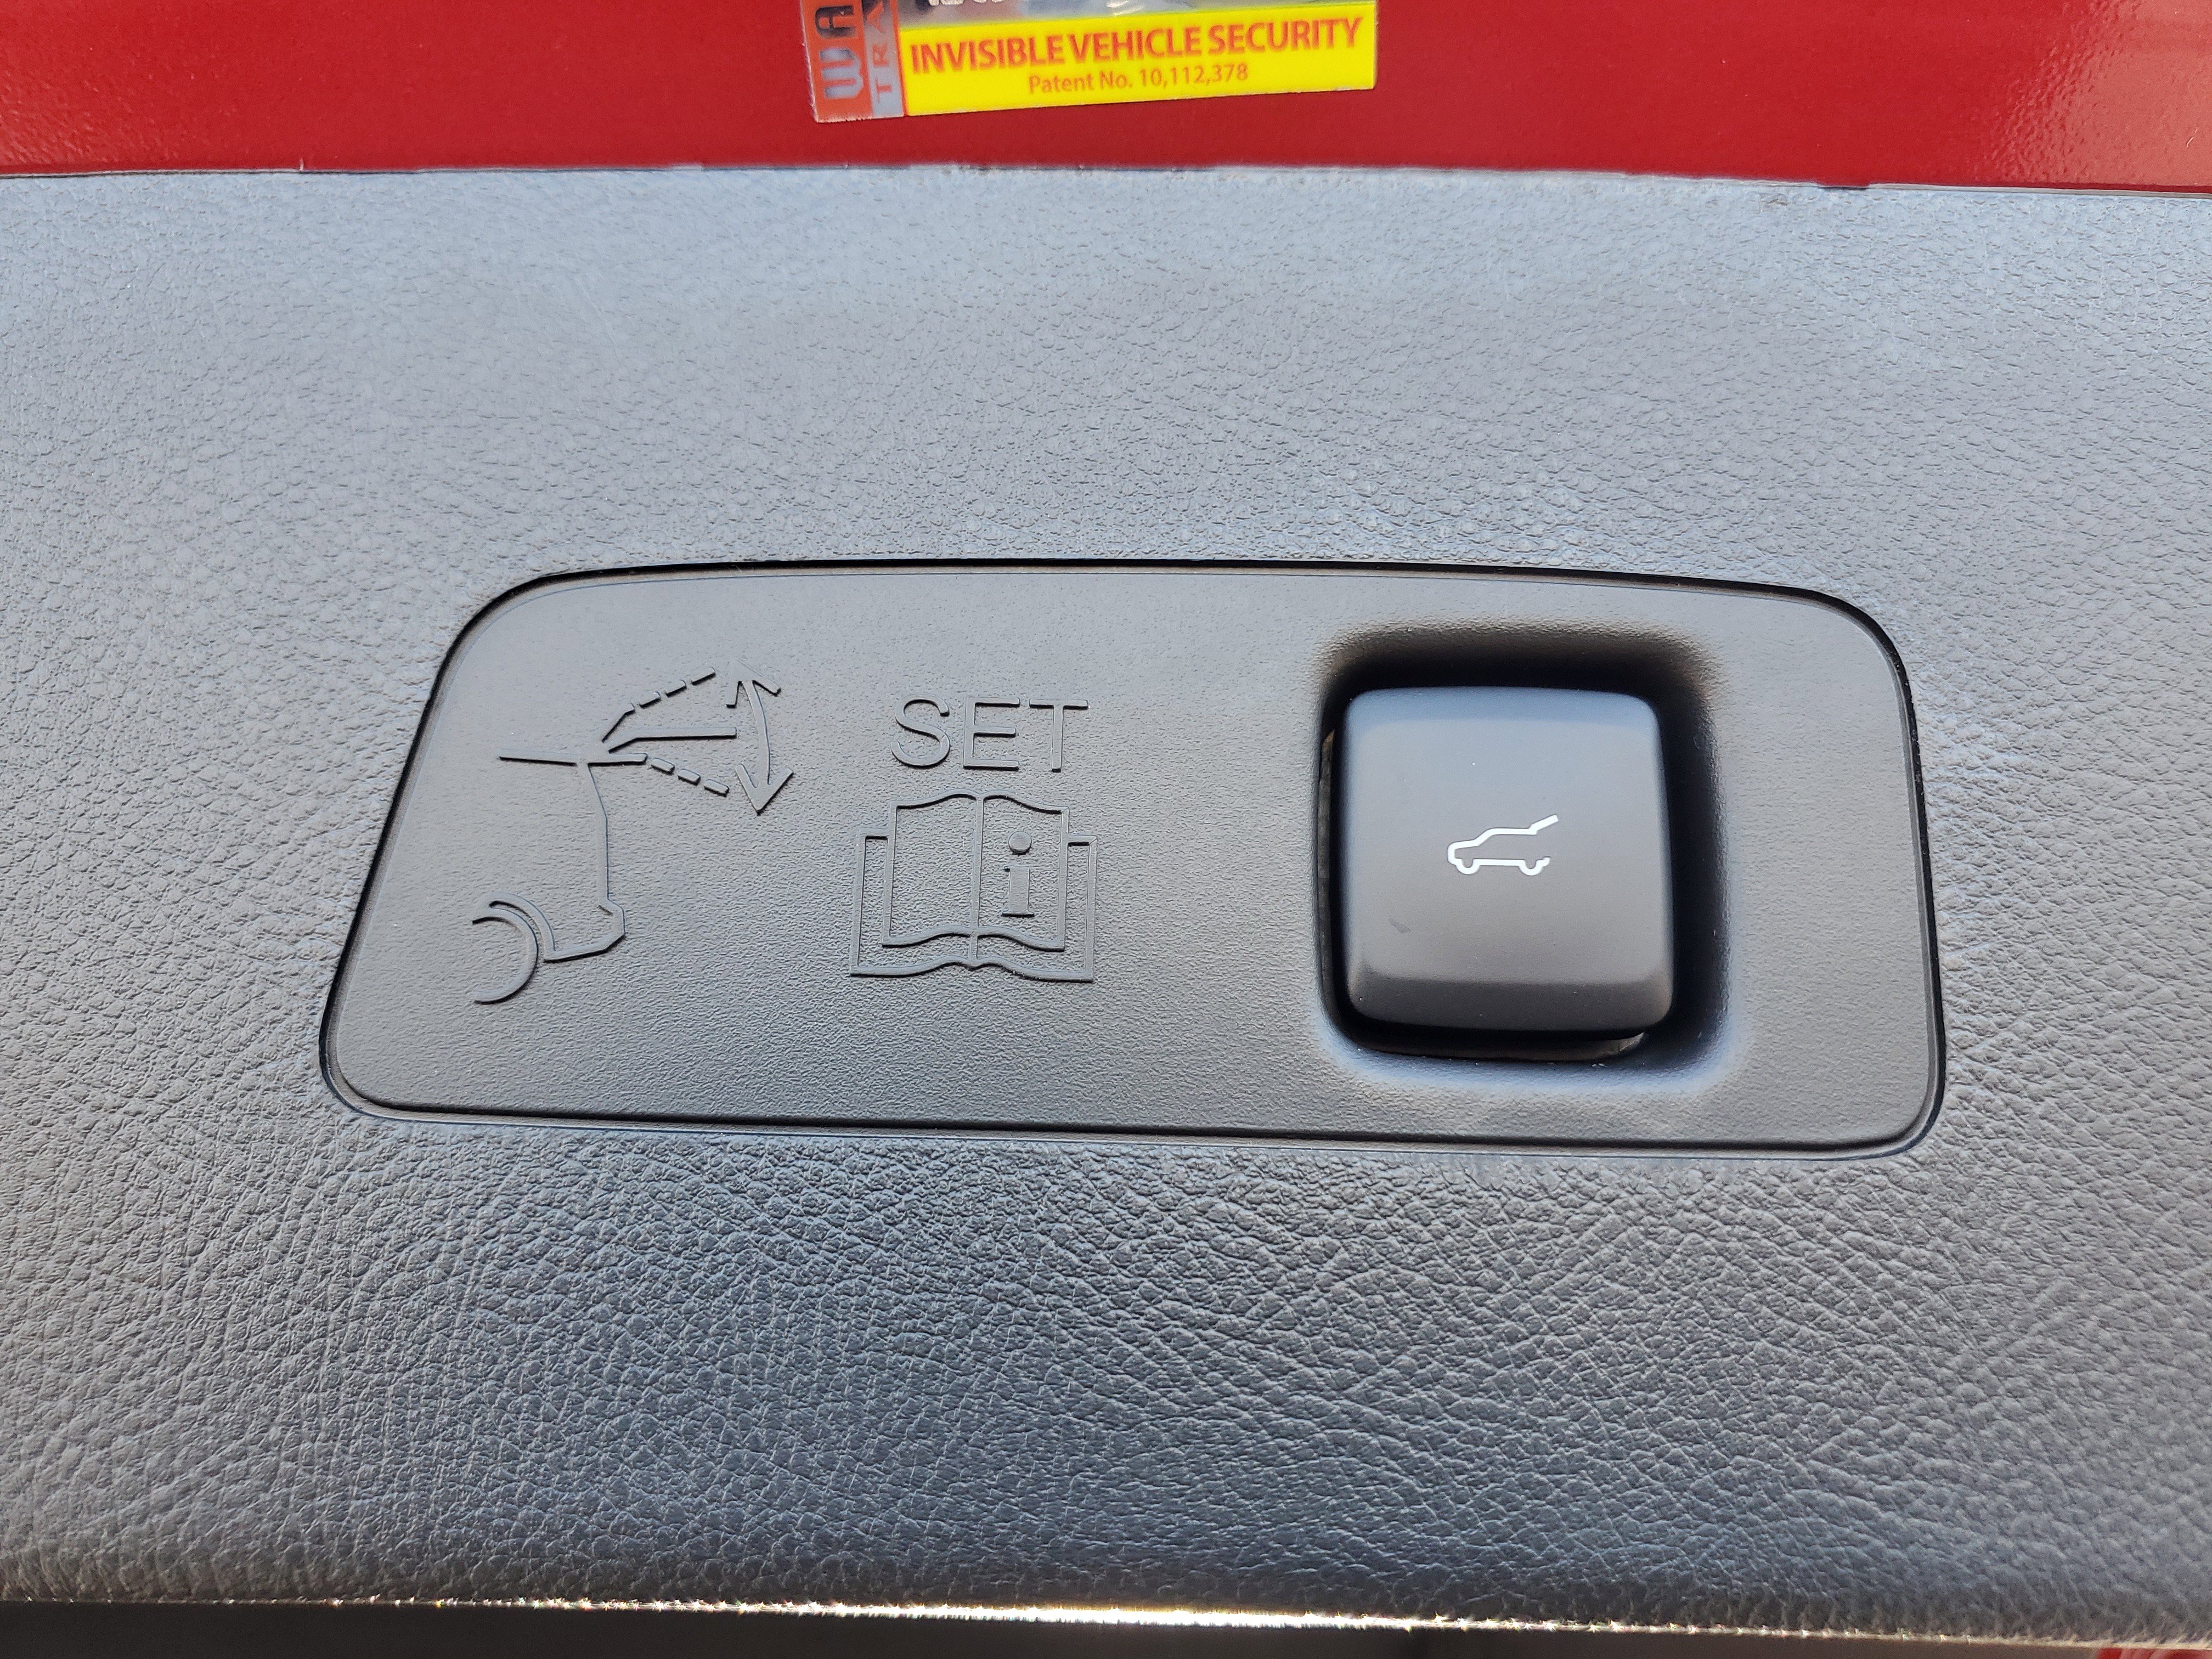 INVISIBLE VEHICLE SECURITY
Patent No. 10,112,378
SET
i